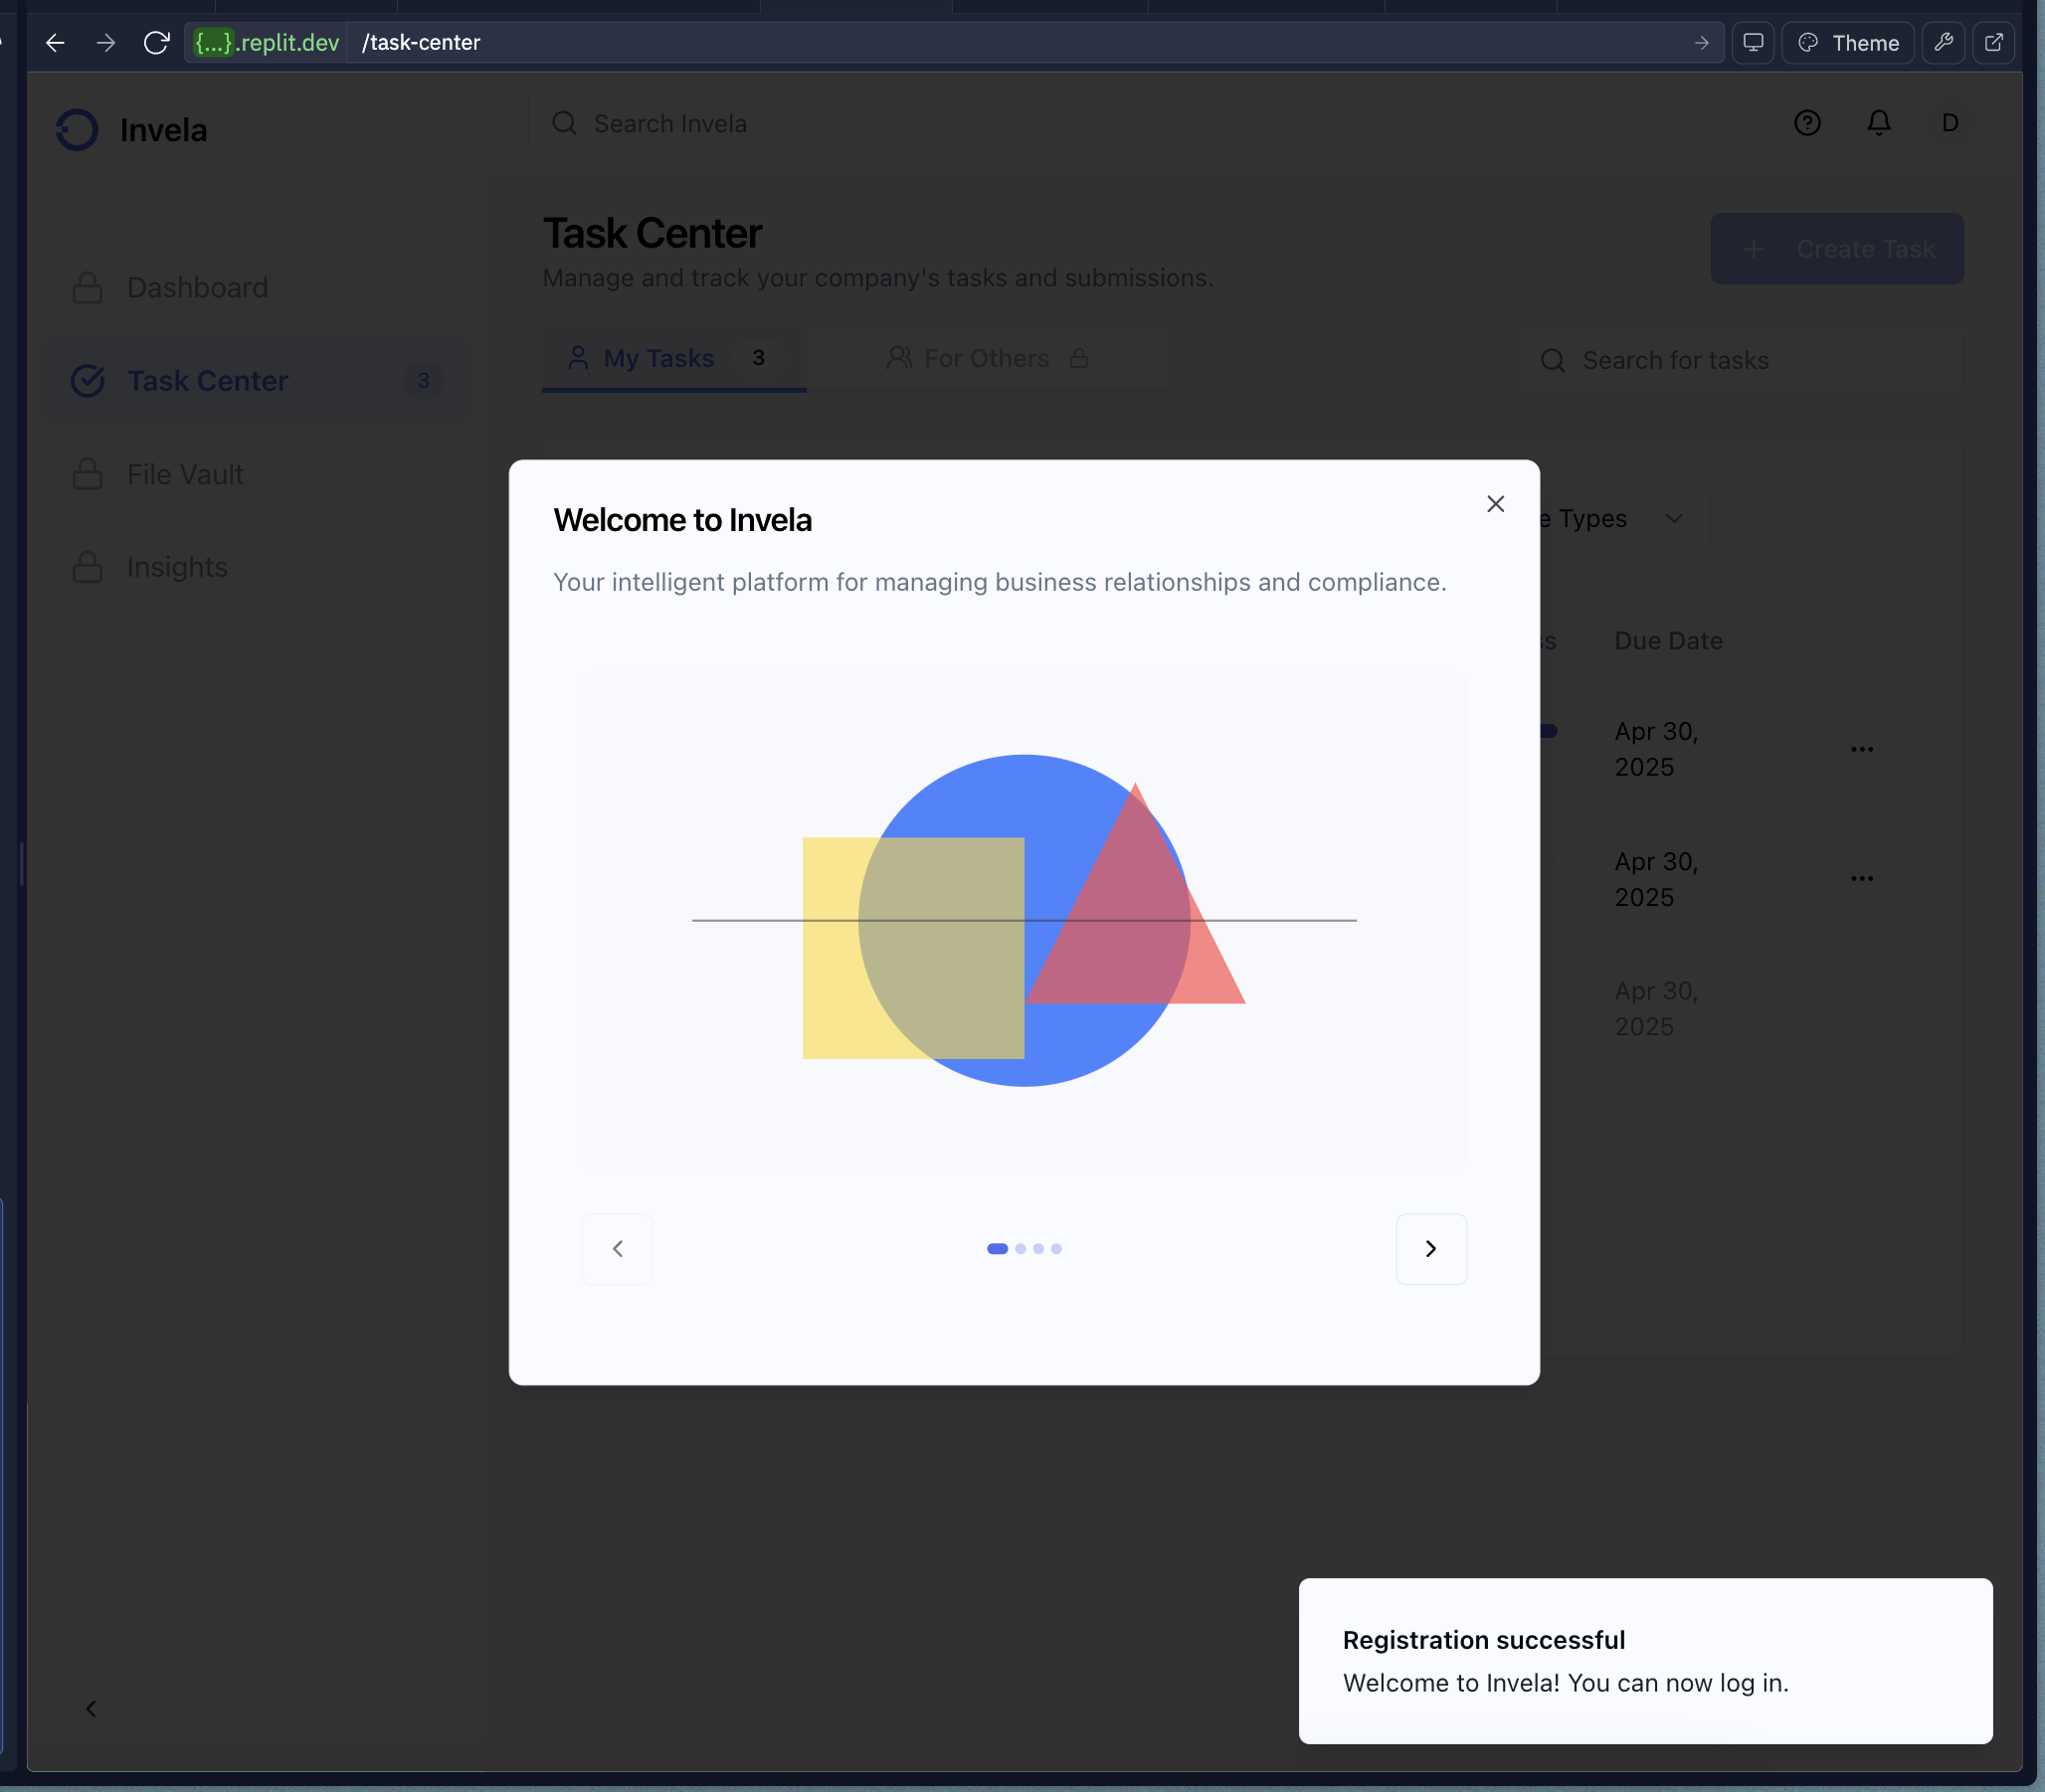 {...}.replit.dev /task-center
Theme
Invela
Search Invela
D
Task Center
Manage and track your company's tasks and submissions.
Create Task
Dashboard
Task Center 3
File Vault
Insights
My Tasks 3
For Others
Search for tasks
Welcome to Invela
Your intelligent platform for managing business relationships and compliance.
Types
Due Date
Apr 30,
2025
Apr 30,
2025
Apr 30,
2025
Registration successful
Welcome to Invela! You can now log in.